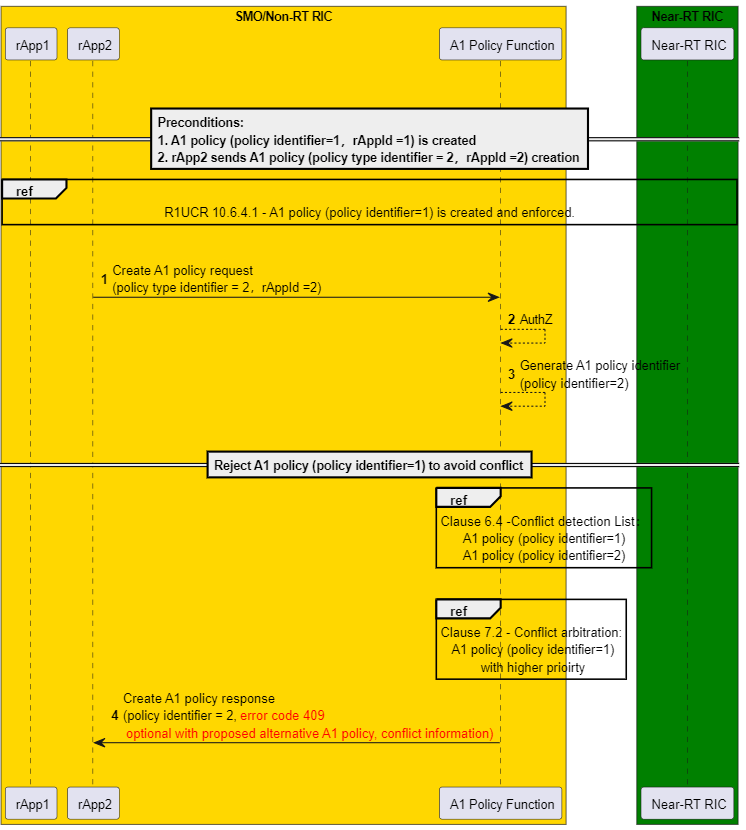 SMO/Non-RT RIC
Near-RT RIC
rApp1
rApp2
A1 Policy Function
Near-RT RIC
Preconditions:
1. A1 policy (policy identifier=1, rAppId =1) is created
2. rApp2 sends A1 policy (policy type identifier = 2, rAppId =2) creation
ref
R1UCR 10.6.4.1 - A1 policy (policy identifier=1) is created and enforced.
1 Create A1 policy request
(policy type identifier = 2, rAppId =2)
2 AuthZ
3 Generate A1 policy identifier
(policy identifier=2)
Reject A1 policy (policy identifier=1) to avoid conflict
ref
Clause 6.4 -Conflict detection List:
A1 policy (policy identifier=1)
A1 policy (policy identifier=2)
ref
Clause 7.2 - Conflict arbitration:
A1 policy (policy identifier=1)
with higher prioirty
Create A1 policy response
4 (policy identifier = 2, error code 409
optional with proposed alternative A1 policy, conflict information)
rApp1
rApp2
A1 Policy Function
Near-RT RIC